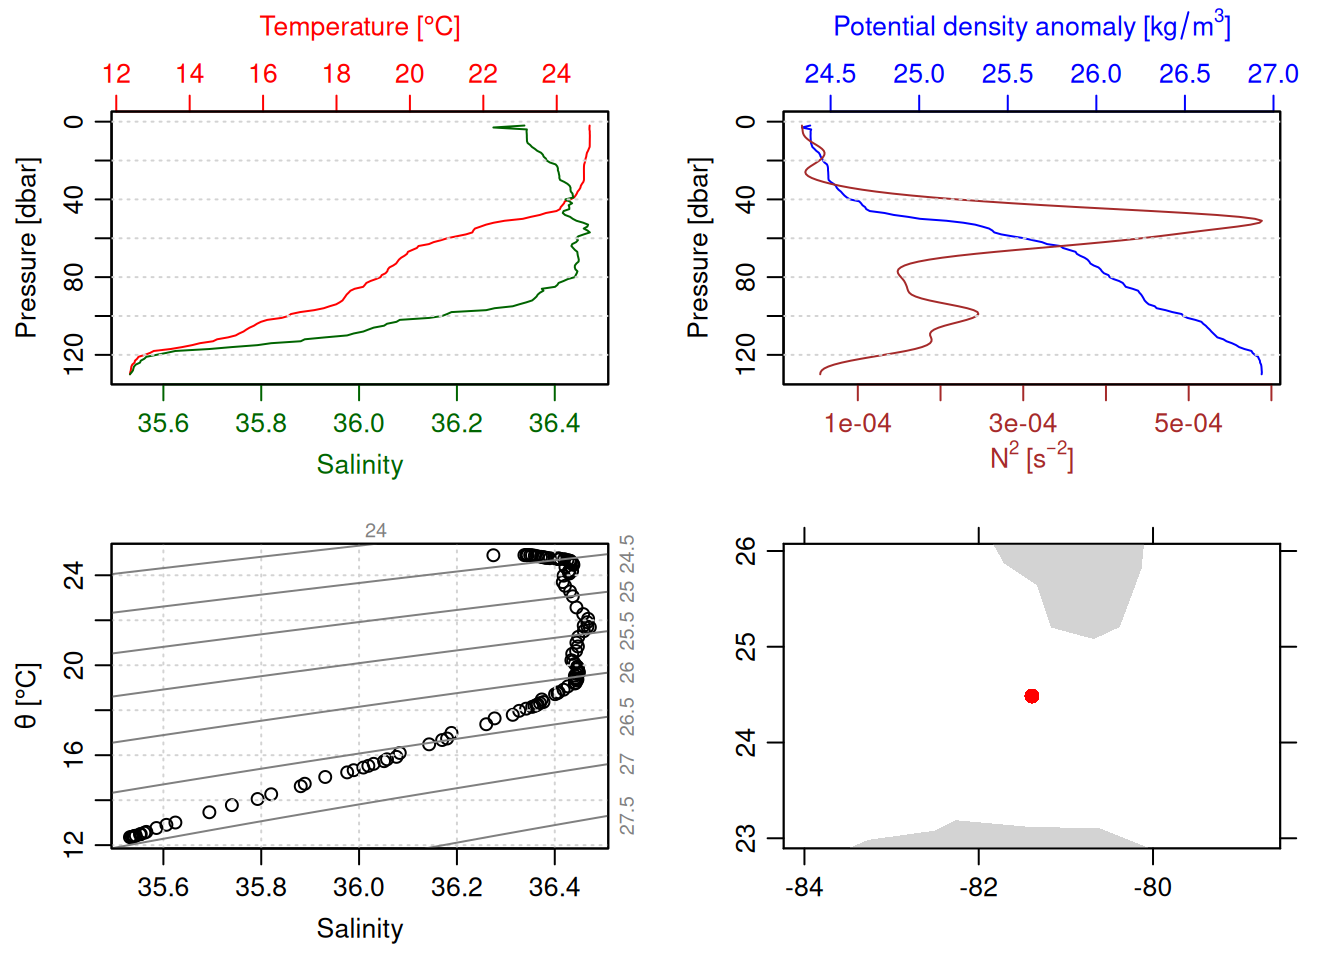 Temperature [°C]
12 14 16 18 20 22 24
Pressure [dbar]
0
40
80
120
35.6 35.8 36.0 36.2 36.4
Salinity
Potential density anomaly [kg/m³]
24.5 25.0 25.5 26.0 26.5 27.0
Pressure [dbar]
0
40
80
120
1e-04 3e-04 5e-04
N² [s⁻²]
24
θ [°C]
24
20
16
12
24.5
25
25.5
26
26.5
27
27.5
35.6 35.8 36.0 36.2 36.4
Salinity
26
25
24
23
-84 -82 -80